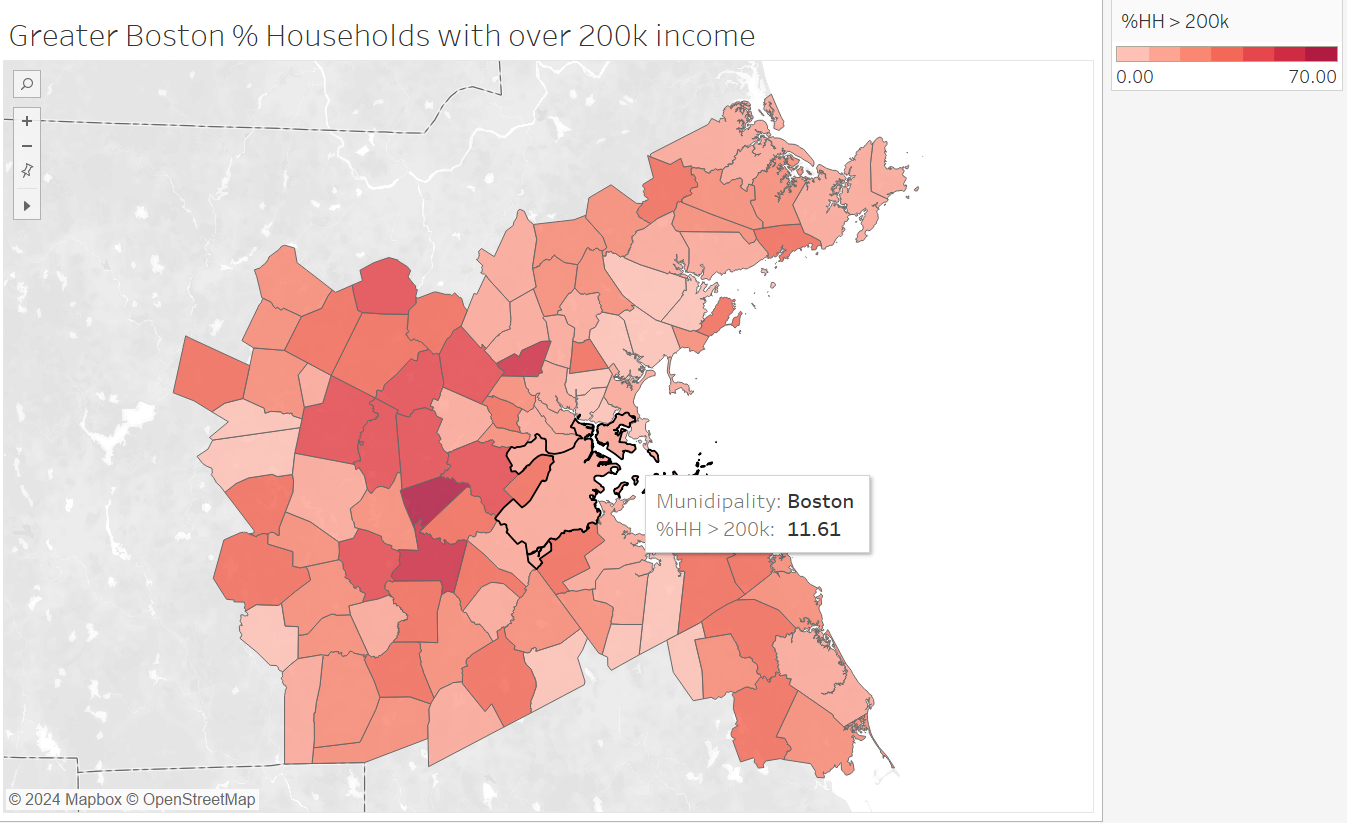 Greater Boston % Households with over 200k income
%HH > 200k
0.00 70.00
Munidipality: Boston
%HH > 200k: 11.61
© 2024 Mapbox © OpenStreetMap